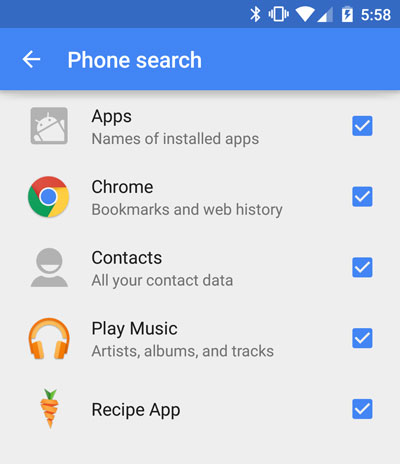 5:58
Phone search
Apps
Names of installed apps
Chrome
Bookmarks and web history
Contacts
All your contact data
Play Music
Artists, albums, and tracks
Recipe App